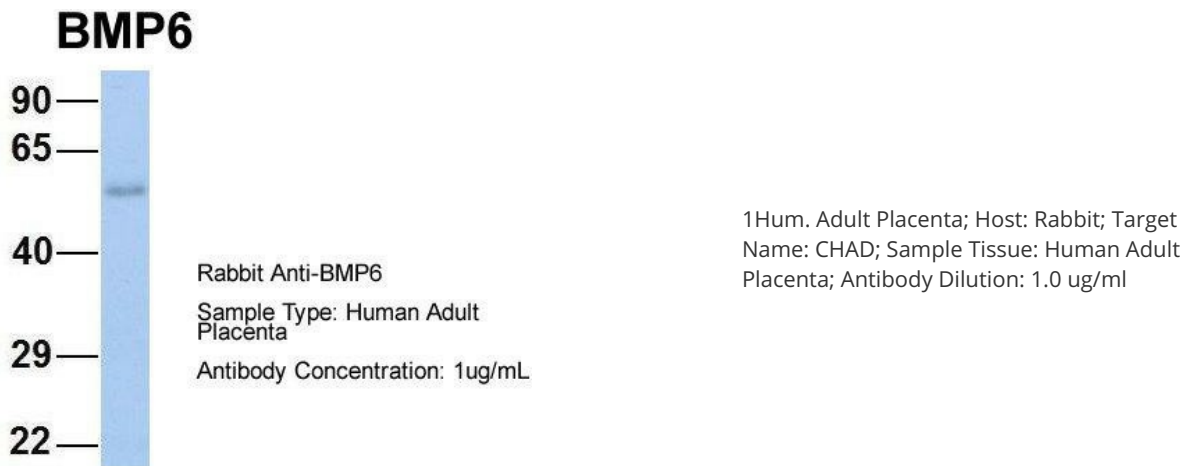 BMP6
90
65
40
29
22
Rabbit Anti-BMP6
Sample Type: Human Adult
Placenta
Antibody Concentration: 1ug/mL
1Hum. Adult Placenta; Host: Rabbit; Target
Name: CHAD; Sample Tissue: Human Adult
Placenta; Antibody Dilution: 1.0 ug/ml